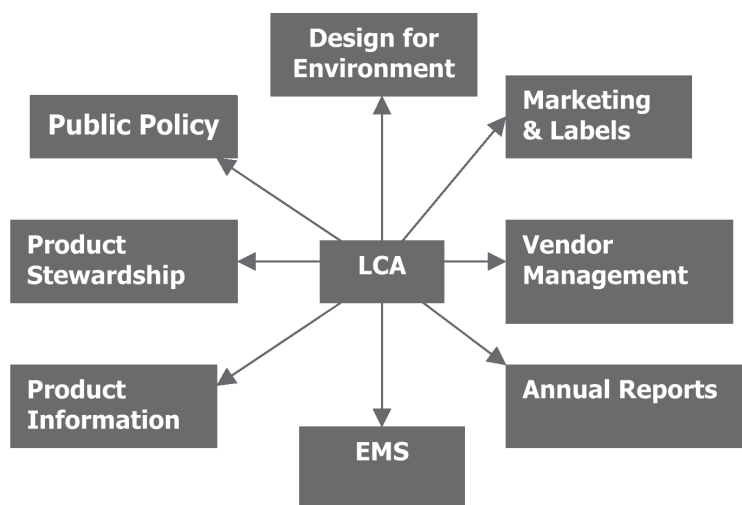 Design for
Environment
Marketing
& Labels
Public Policy
Product
Stewardship
LCA
Vendor
Management
Product
Information
Annual Reports
EMS